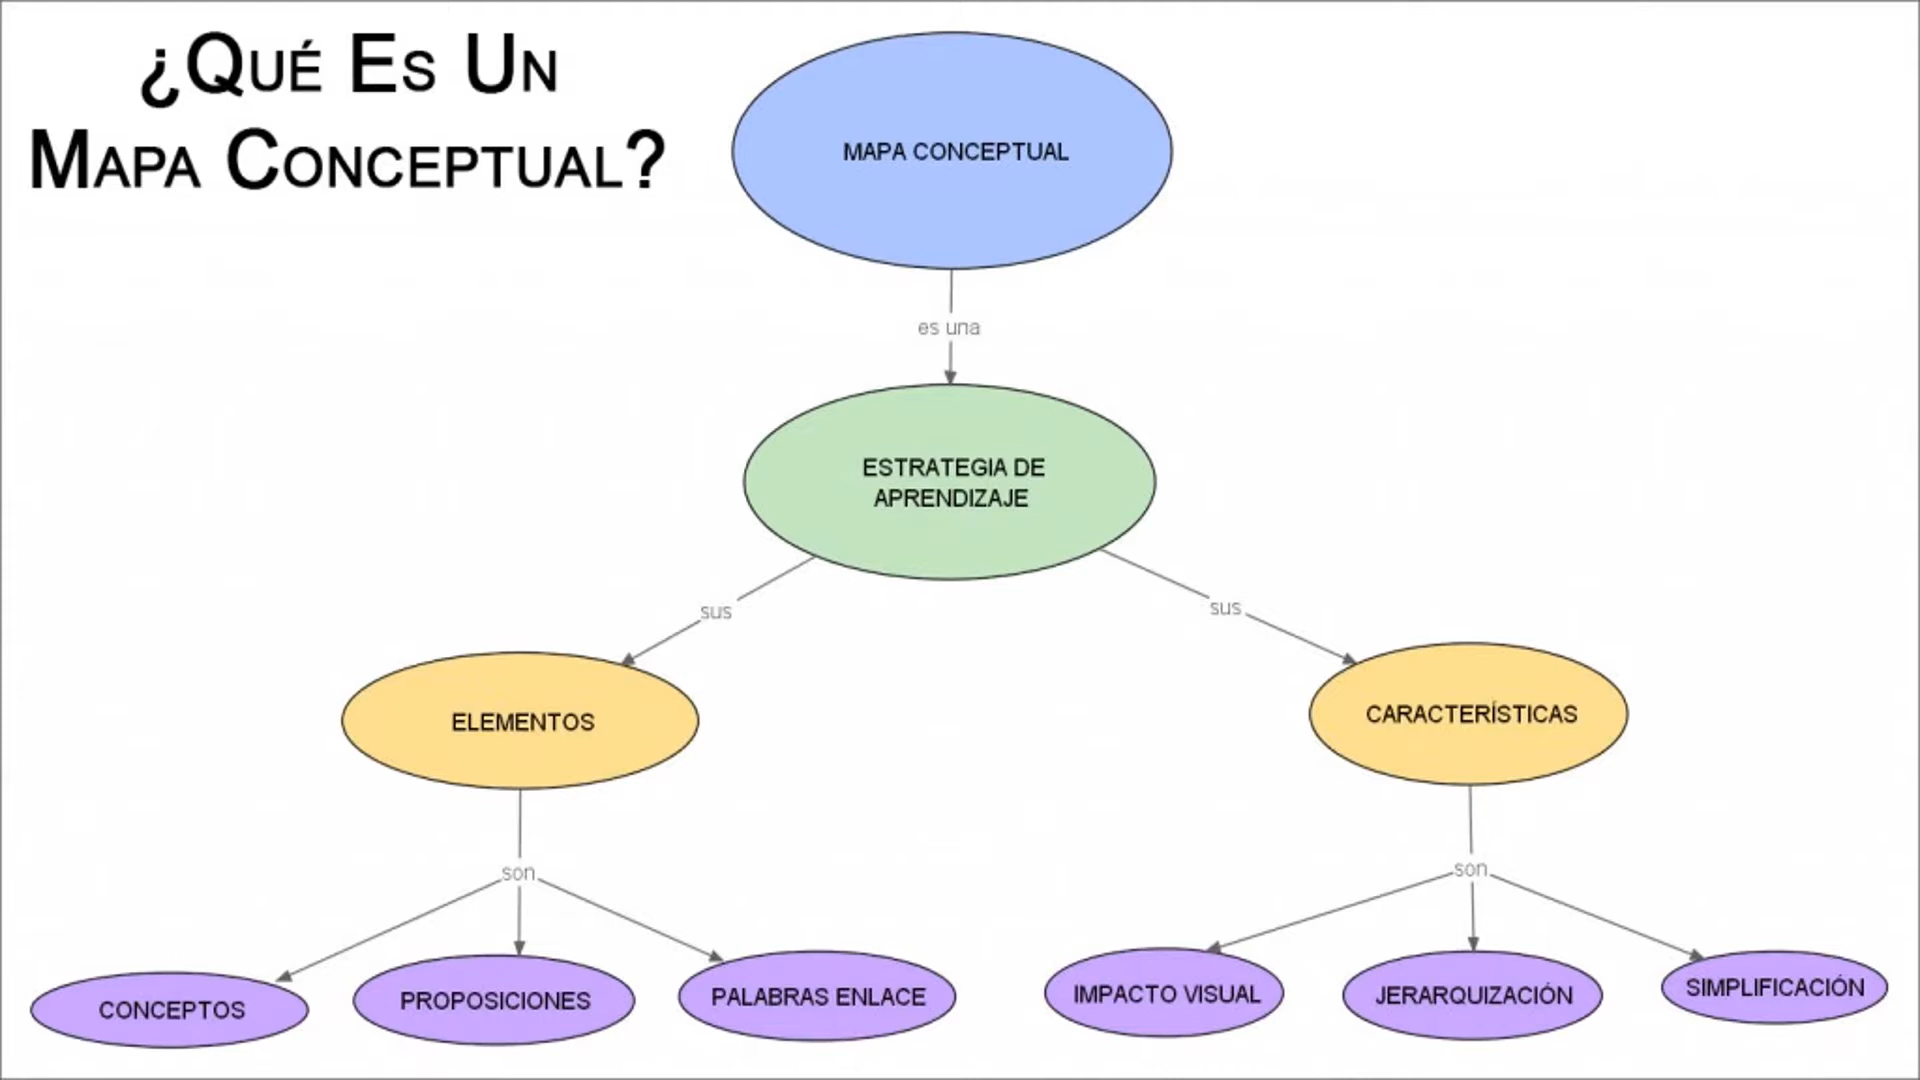 ¿Qué Es Un
Mapa Conceptual?
MAPA CONCEPTUAL
es una
ESTRATEGIA DE
APRENDIZAJE
sus
sus
ELEMENTOS
CARACTERÍSTICAS
son
son
CONCEPTOS
PROPOSICIONES
PALABRAS ENLACE
IMPACTO VISUAL
JERARQUIZACIÓN
SIMPLIFICACIÓN